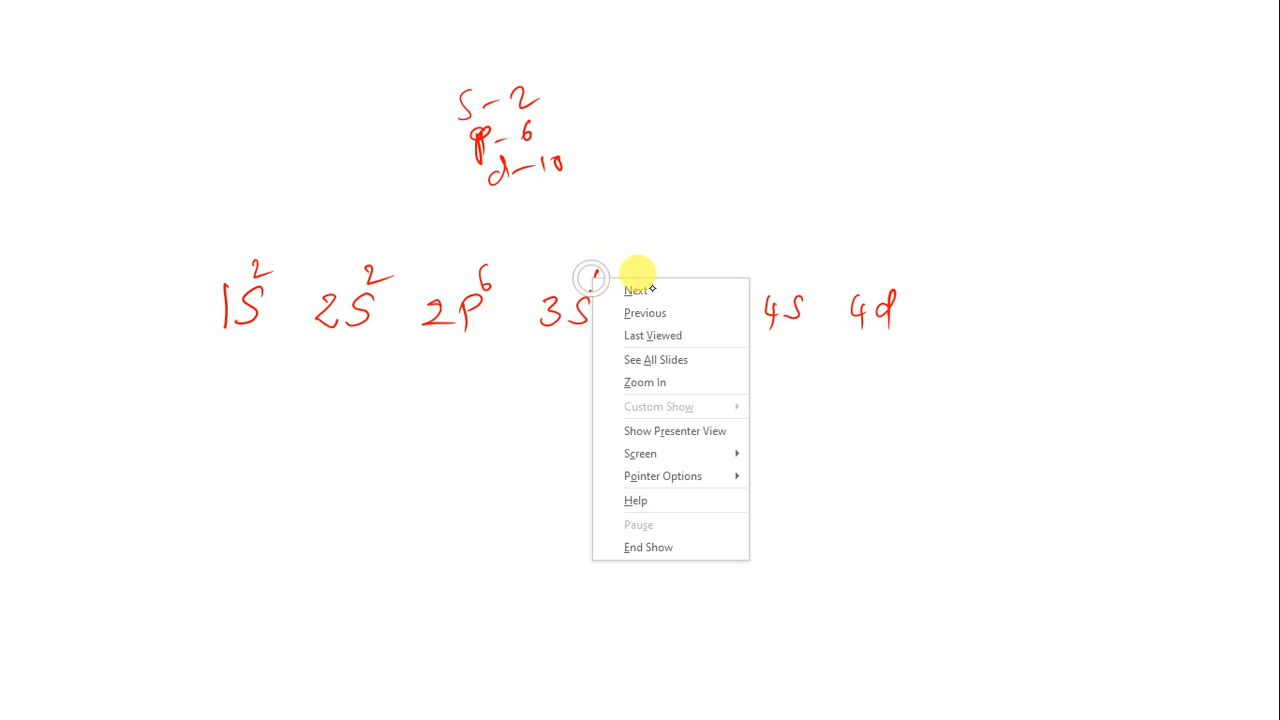 S - 2
p - 6
d - 10
1S² 2S² 2P⁶ 3S 4S 4d
Next
Previous
Last Viewed
See All Slides
Zoom In
Custom Show
Show Presenter View
Screen
Pointer Options
Help
Pause
End Show